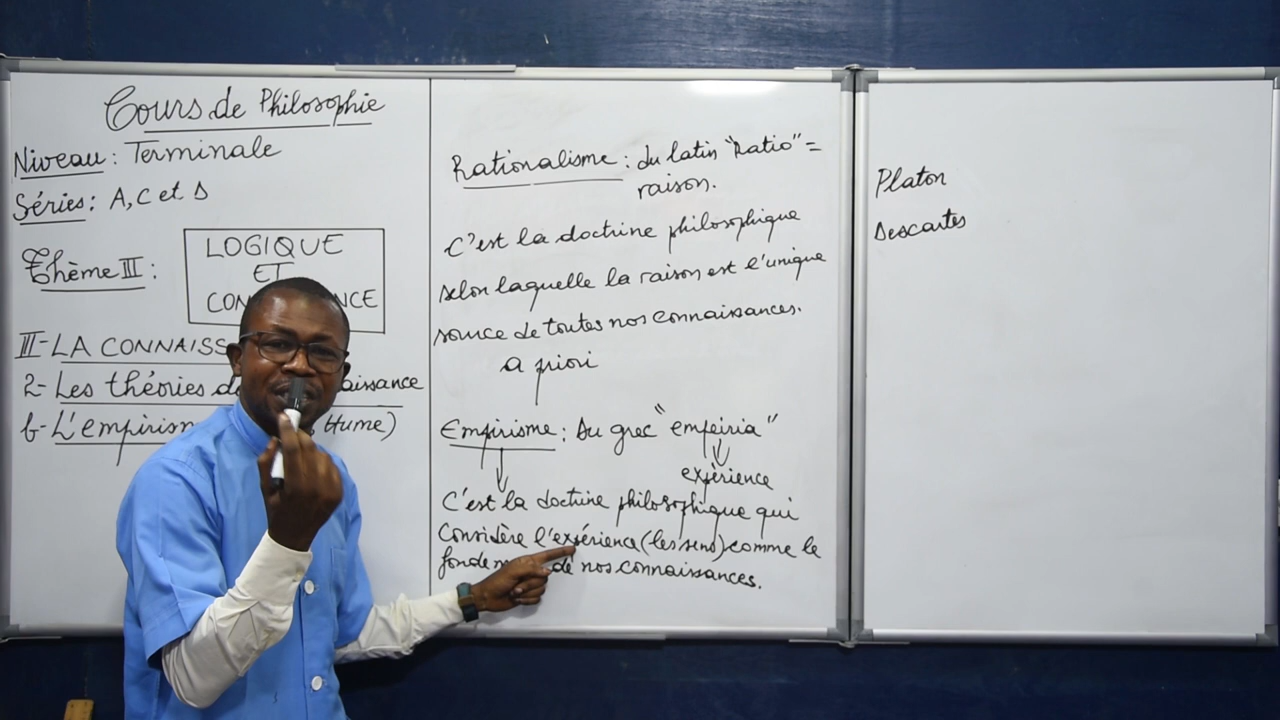 Cours de Philosophie
Niveau : Terminale
Séries : A, C et D
Thème III :
LOGIQUE
ET
CON NCE
III- LA CONNAISS
2- Les théories d aissance
b- L'empirism Hume)
Rationalisme : du latin "Ratio" =
raison.
C'est la doctrine philosophique
selon laquelle la raison est l'unique
source de toutes nos connaissances.
a priori
Empirisme : Du grec "empeiria"
expérience
C'est la doctrine philosophique qui
Considère l'expérience (les sens) comme le
fondem de nos connaissances.
Platon
Descartes